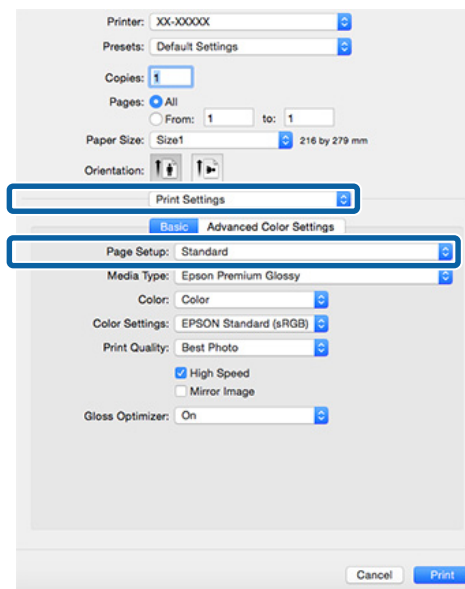 Printer: XX-XXXXX
Presets: Default Settings
Copies: 1
Pages: All
From: 1 to: 1
Paper Size: Size1 216 by 279 mm
Orientation:
Print Settings
Basic Advanced Color Settings
Page Setup: Standard
Media Type: Epson Premium Glossy
Color: Color
Color Settings: EPSON Standard (sRGB)
Print Quality: Best Photo
High Speed
Mirror Image
Gloss Optimizer: On
Cancel Print